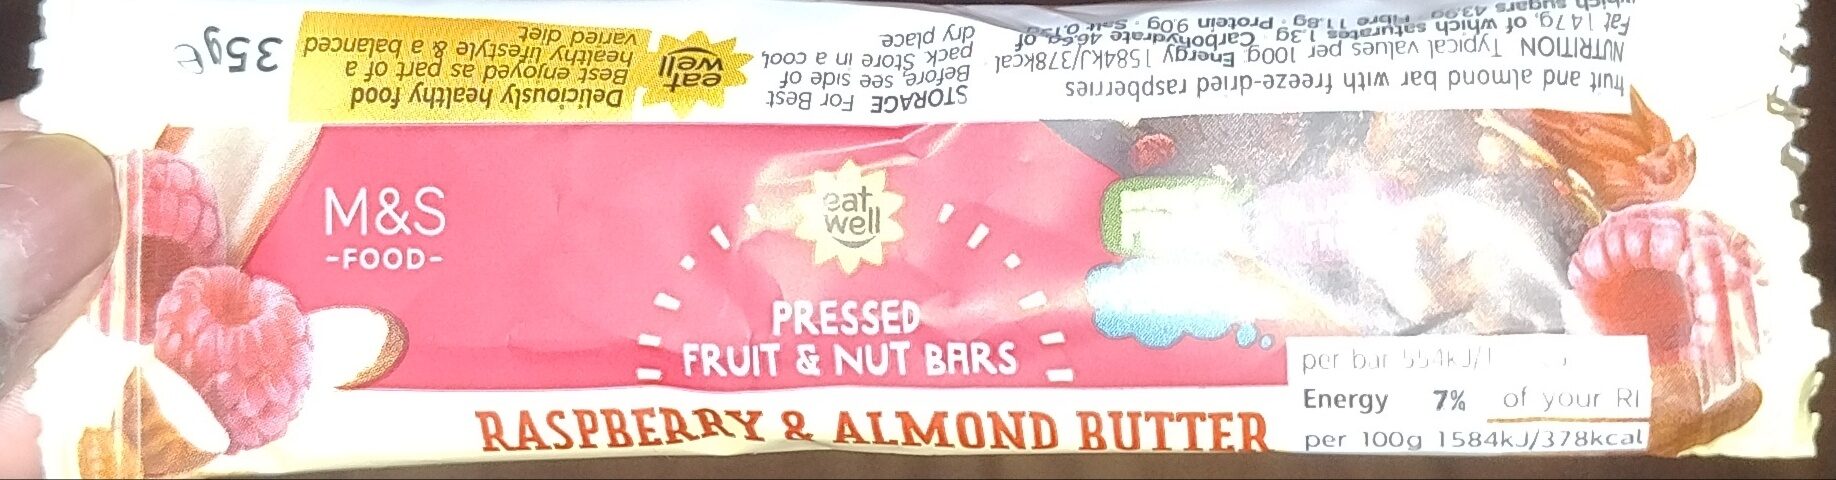 fruit and almond bar with freeze-dried raspberries
NUTRITION Typical values per 100g: Energy 1584kJ/378kcal
Fat 14.7g, of which saturates 1.3g · Carbohydrate 46.6g, of
which sugars 43.9g · Fibre 11.8g · Protein 9.0g · Salt
STORAGE For Best
Before, see side of
pack. Store in a cool,
dry place
eat
well
Deliciously healthy food
Best enjoyed as part of a
healthy lifestyle & a balanced
varied diet
35g℮
M&S
-FOOD-
eat
well
PRESSED
FRUIT & NUT BARS
RASPBERRY & ALMOND BUTTER
per bar 554kJ/
Energy 7% of your RI
per 100g 1584kJ/378kcal